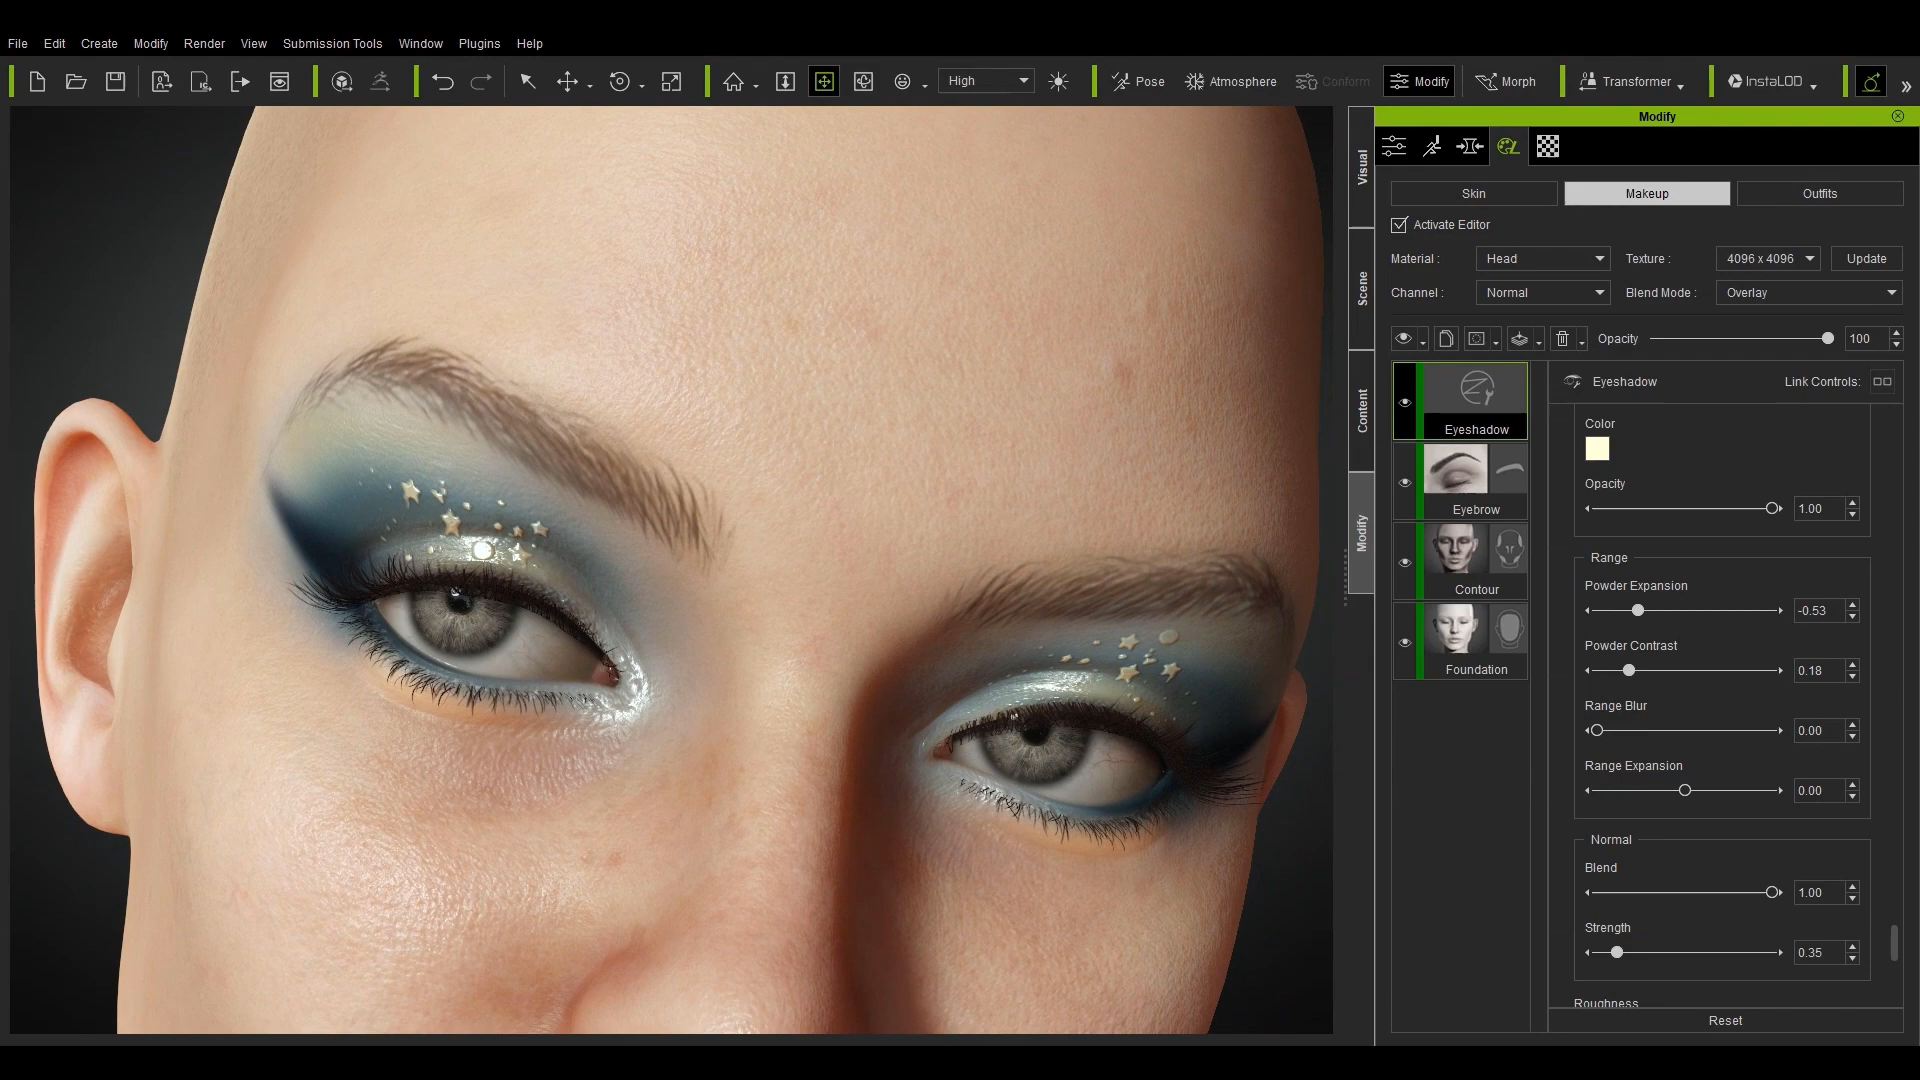 File Edit Create Modify Render View Submission Tools Window Plugins Help
High Pose Atmosphere Conform Modify Morph Transformer InstaLOD
Modify
Skin Makeup Outfits
Activate Editor
Material : Head Texture : 4096 x 4096 Update
Channel : Normal Blend Mode : Overlay
Opacity 100
Visual
Scene
Content
Modify
Eyeshadow
Eyebrow
Contour
Foundation
Eyeshadow Link Controls:
Color
Opacity
1.00
Range
Powder Expansion
-0.53
Powder Contrast
0.18
Range Blur
0.00
Range Expansion
0.00
Normal
Blend
1.00
Strength
0.35
Roughness
Reset